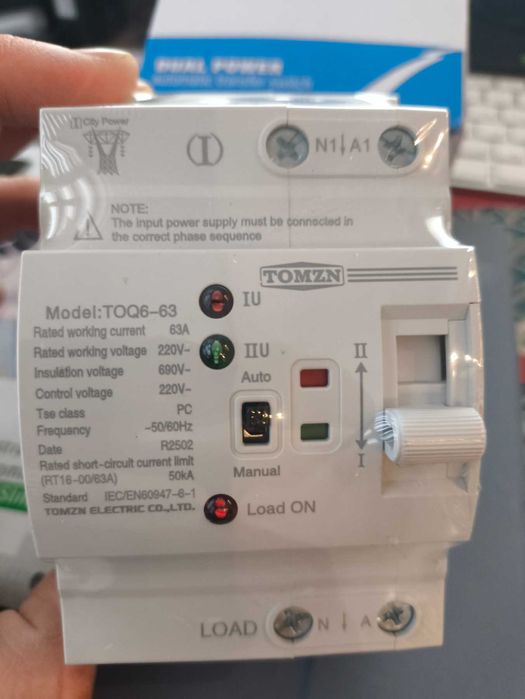 DUAL POWER
automatic transfer switch
(I) City Power
(I)
N1↓A1
NOTE:
The input power supply must be connected in
the correct phase sequence
TOMZN
Model:TOQ6-63
Rated working current 63A
Rated working voltage 220V~
Insulation voltage 690V~
Control voltage 220V~
Tse class PC
Frequency ~50/60Hz
Date R2502
Rated short-circuit current limit
(RT16-00/63A) 50kA
Standard IEC/EN60947-6-1
TOMZN ELECTRIC CO.,LTD.
IU
IIU
Auto
Manual
Load ON
II
I
LOAD N ↓ A